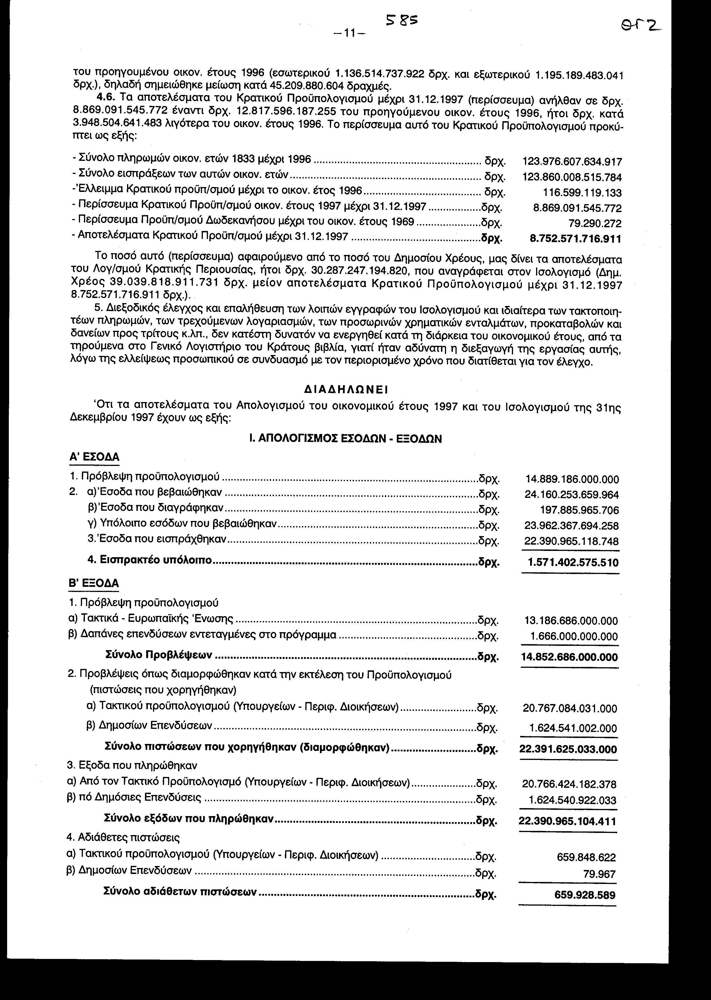 585
-11-
ΘΓ2
του προηγουμένου οικον. έτους 1996 (εσωτερικού 1.136.514.737.922 δρχ. και εξωτερικού 1.195.189.483.041
δρχ.), δηλαδή σημειώθηκε μείωση κατά 45.209.880.604 δραχμές.
4.6. Τα αποτελέσματα του Κρατικού Προϋπολογισμού μέχρι 31.12.1997 (περίσσευμα) ανήλθαν σε δρχ.
8.869.091.545.772 έναντι δρχ. 12.817.596.187.255 του προηγούμενου οικον. έτους 1996, ήτοι δρχ. κατά
3.948.504.641.483 λιγότερα του οικον. έτους 1996. Το περίσσευμα αυτό του Κρατικού Προϋπολογισμού προκύ-
πτει ως εξής:
- Σύνολο πληρωμών οικον. ετών 1833 μέχρι 1996 ... δρχ. 123.976.607.634.917
- Σύνολο εισπράξεων των αυτών οικον. ετών ... δρχ. 123.860.008.515.784
-Έλλειμμα Κρατικού προϋπ/σμού μέχρι το οικον. έτος 1996 ... δρχ. 116.599.119.133
- Περίσσευμα Κρατικού Προϋπ/σμού οικον. έτους 1997 μέχρι 31.12.1997 ... δρχ. 8.869.091.545.772
- Περίσσευμα Προϋπ/σμού Δωδεκανήσου μέχρι του οικον. έτους 1969 ... δρχ. 79.290.272
- Αποτελέσματα Κρατικού Προϋπ/σμού μέχρι 31.12.1997 ... δρχ. 8.752.571.716.911
Το ποσό αυτό (περίσσευμα) αφαιρούμενο από το ποσό του Δημοσίου Χρέους, μας δίνει τα αποτελέσματα
του Λογ/σμού Κρατικής Περιουσίας, ήτοι δρχ. 30.287.247.194.820, που αναγράφεται στον Ισολογισμό (Δημ.
Χρέος 39.039.818.911.731 δρχ. μείον αποτελέσματα Κρατικού Προϋπολογισμού μέχρι 31.12.1997
8.752.571.716.911 δρχ.).
5. Διεξοδικός έλεγχος και επαλήθευση των λοιπών εγγραφών του Ισολογισμού και ιδιαίτερα των τακτοποιη-
τέων πληρωμών, των τρεχούμενων λογαριασμών, των προσωρινών χρηματικών ενταλμάτων, προκαταβολών και
δανείων προς τρίτους κ.λπ., δεν κατέστη δυνατόν να ενεργηθεί κατά τη διάρκεια του οικονομικού έτους, από τα
τηρούμενα στο Γενικό Λογιστήριο του Κράτους βιβλία, γιατί ήταν αδύνατη η διεξαγωγή της εργασίας αυτής,
λόγω της ελλείψεως προσωπικού σε συνδυασμό με τον περιορισμένο χρόνο που διατίθεται για τον έλεγχο.
ΔΙΑΔΗΛΩΝΕΙ
Ότι τα αποτελέσματα του Απολογισμού του οικονομικού έτους 1997 και του Ισολογισμού της 31ης
Δεκεμβρίου 1997 έχουν ως εξής:
Ι. ΑΠΟΛΟΓΙΣΜΟΣ ΕΣΟΔΩΝ - ΕΞΟΔΩΝ
Α' ΕΣΟΔΑ
1. Πρόβλεψη προϋπολογισμού ... δρχ. 14.889.186.000.000
2. α) Έσοδα που βεβαιώθηκαν ... δρχ. 24.160.253.659.964
β) Έσοδα που διαγράφηκαν ... δρχ. 197.885.965.706
γ) Υπόλοιπο εσόδων που βεβαιώθηκαν ... δρχ. 23.962.367.694.258
3. Έσοδα που εισπράχθηκαν ... δρχ. 22.390.965.118.748
4. Εισπρακτέο υπόλοιπο ... δρχ. 1.571.402.575.510
Β' ΕΞΟΔΑ
1. Πρόβλεψη προϋπολογισμού
α) Τακτικά - Ευρωπαϊκής Ένωσης ... δρχ. 13.186.686.000.000
β) Δαπάνες επενδύσεων εντεταγμένες στο πρόγραμμα ... δρχ. 1.666.000.000.000
Σύνολο Προβλέψεων ... δρχ. 14.852.686.000.000
2. Προβλέψεις όπως διαμορφώθηκαν κατά την εκτέλεση του Προϋπολογισμού
(πιστώσεις που χορηγήθηκαν)
α) Τακτικού προϋπολογισμού (Υπουργείων - Περιφ. Διοικήσεων) ... δρχ. 20.767.084.031.000
β) Δημοσίων Επενδύσεων ... δρχ. 1.624.541.002.000
Σύνολο πιστώσεων που χορηγήθηκαν (διαμορφώθηκαν) ... δρχ. 22.391.625.033.000
3. Εξοδα που πληρώθηκαν
α) Από τον Τακτικό Προϋπολογισμό (Υπουργείων - Περιφ. Διοικήσεων) ... δρχ. 20.766.424.182.378
β) πό Δημόσιες Επενδύσεις ... δρχ. 1.624.540.922.033
Σύνολο εξόδων που πληρώθηκαν ... δρχ. 22.390.965.104.411
4. Αδιάθετες πιστώσεις
α) Τακτικού προϋπολογισμού (Υπουργείων - Περιφ. Διοικήσεων) ... δρχ. 659.848.622
β) Δημοσίων Επενδύσεων ... δρχ. 79.967
Σύνολο αδιάθετων πιστώσεων ... δρχ. 659.928.589